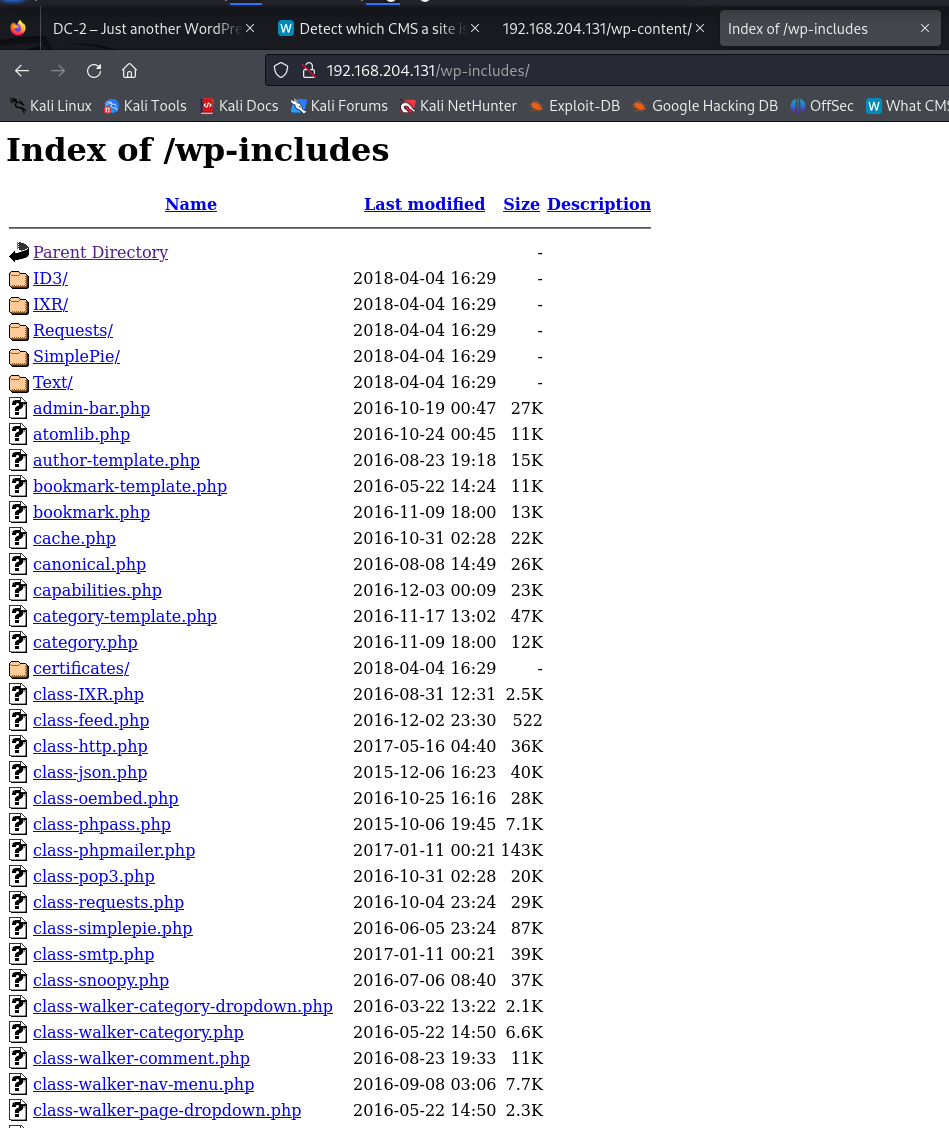 DC-2 – Just another WordPre
Detect which CMS a site is
192.168.204.131/wp-content/
Index of /wp-includes
192.168.204.131/wp-includes/
Kali Linux
Kali Tools
Kali Docs
Kali Forums
Kali NetHunter
Exploit-DB
Google Hacking DB
OffSec
What CMS
Index of /wp-includes
Name Last modified Size Description
Parent Directory -
ID3/ 2018-04-04 16:29 -
IXR/ 2018-04-04 16:29 -
Requests/ 2018-04-04 16:29 -
SimplePie/ 2018-04-04 16:29 -
Text/ 2018-04-04 16:29 -
admin-bar.php 2016-10-19 00:47 27K
atomlib.php 2016-10-24 00:45 11K
author-template.php 2016-08-23 19:18 15K
bookmark-template.php 2016-05-22 14:24 11K
bookmark.php 2016-11-09 18:00 13K
cache.php 2016-10-31 02:28 22K
canonical.php 2016-08-08 14:49 26K
capabilities.php 2016-12-03 00:09 23K
category-template.php 2016-11-17 13:02 47K
category.php 2016-11-09 18:00 12K
certificates/ 2018-04-04 16:29 -
class-IXR.php 2016-08-31 12:31 2.5K
class-feed.php 2016-12-02 23:30 522
class-http.php 2017-05-16 04:40 36K
class-json.php 2015-12-06 16:23 40K
class-oembed.php 2016-10-25 16:16 28K
class-phpass.php 2015-10-06 19:45 7.1K
class-phpmailer.php 2017-01-11 00:21 143K
class-pop3.php 2016-10-31 02:28 20K
class-requests.php 2016-10-04 23:24 29K
class-simplepie.php 2016-06-05 23:24 87K
class-smtp.php 2017-01-11 00:21 39K
class-snoopy.php 2016-07-06 08:40 37K
class-walker-category-dropdown.php 2016-03-22 13:22 2.1K
class-walker-category.php 2016-05-22 14:50 6.6K
class-walker-comment.php 2016-08-23 19:33 11K
class-walker-nav-menu.php 2016-09-08 03:06 7.7K
class-walker-page-dropdown.php 2016-05-22 14:50 2.3K